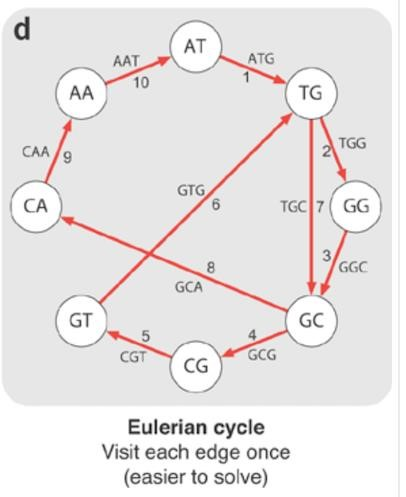 d
AT
AAT
10
ATG
1
AA
TG
CAA
9
2
TGG
GTG
6
TGC
7
CA
GG
8
GCA
3
GGC
GT
GC
5
CGT
4
GCG
CG
Eulerian cycle
Visit each edge once
(easier to solve)